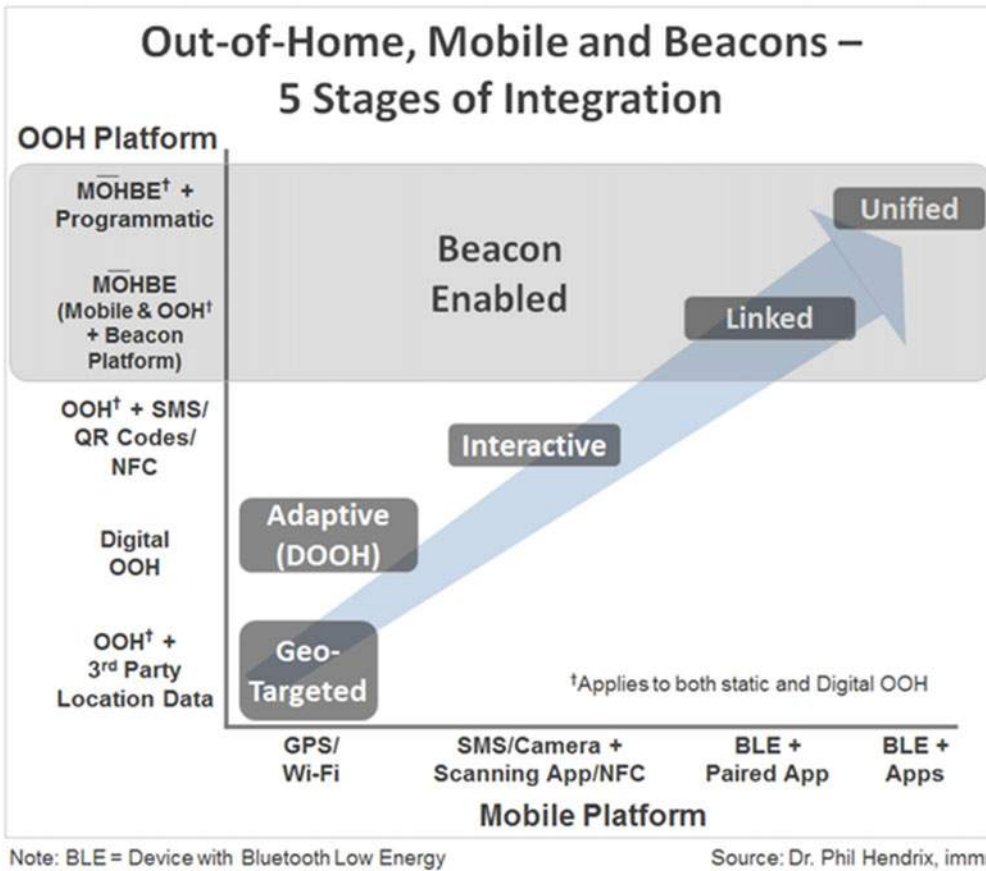 Out-of-Home, Mobile and Beacons –
5 Stages of Integration
OOH Platform
MŌHBE† +
Programmatic
MŌHBE
(Mobile & OOH†
+ Beacon
Platform)
OOH† + SMS/
QR Codes/
NFC
Digital
OOH
OOH† +
3rd Party
Location Data
Beacon
Enabled
Unified
Linked
Interactive
Adaptive
(DOOH)
Geo-
Targeted
†Applies to both static and Digital OOH
GPS/
Wi-Fi
SMS/Camera +
Scanning App/NFC
BLE +
Paired App
BLE +
Apps
Mobile Platform
Note: BLE = Device with Bluetooth Low Energy
Source: Dr. Phil Hendrix, imm